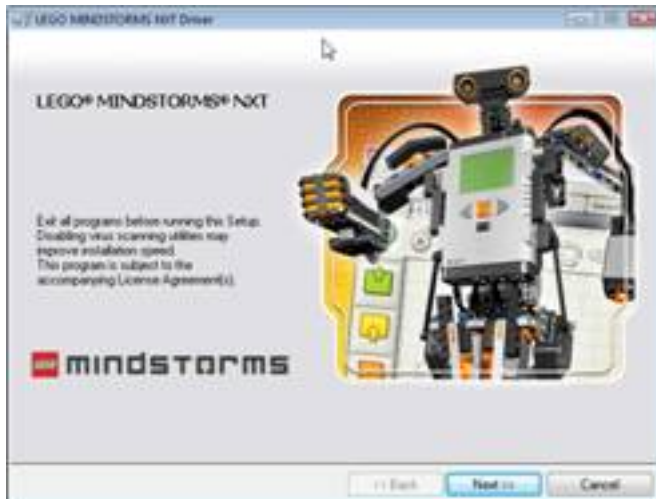 LEGO MINDSTORMS NXT Driver
LEGO® MINDSTORMS® NXT
Exit all programs before running this Setup.
Disabling virus scanning utilities may
improve installation speed.
This program is subject to the
accompanying License Agreement(s).
LEGO mindstorms
<< Back Next >> Cancel